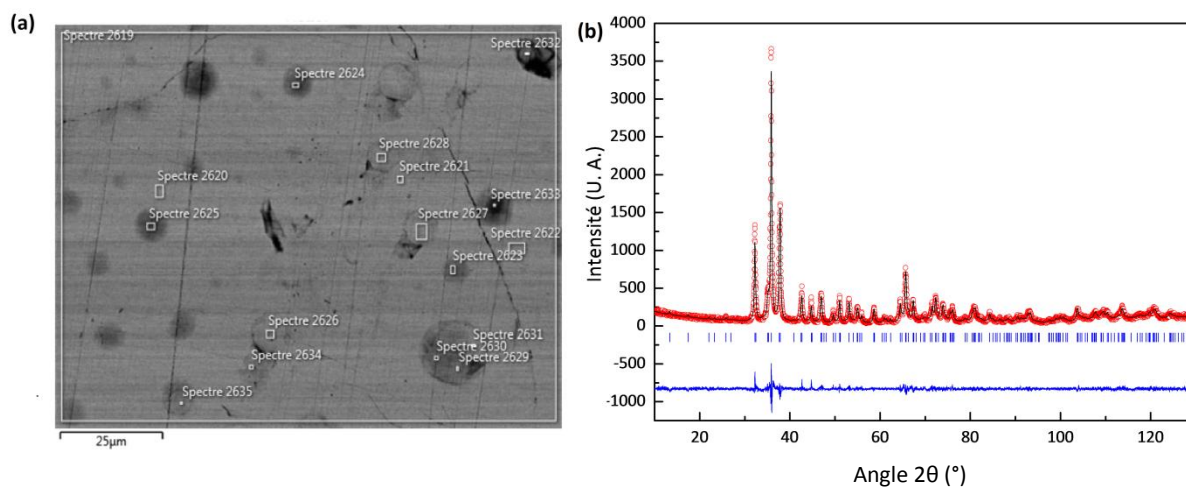 (a)
Spectre 2619
Spectre 2632
Spectre 2624
Spectre 2628
Spectre 2621
Spectre 2620
Spectre 2633
Spectre 2625
Spectre 2627
Spectre 2622
Spectre 2623
Spectre 2626
Spectre 2631
Spectre 2630
Spectre 2634
Spectre 2629
Spectre 2635
25µm
(b)
Intensité (U. A.)
4000
3500
3000
2500
2000
1500
1000
500
0
-500
-1000
20 40 60 80 100 120
Angle 2θ (°)